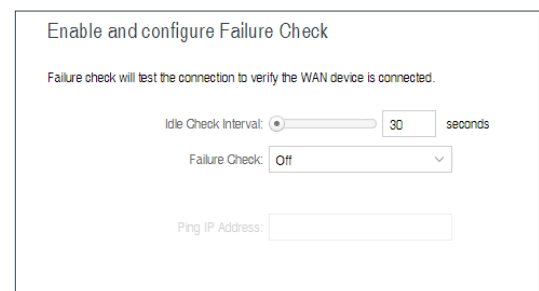 Enable and configure Failure Check
Failure check will test the connection to verify the WAN device is connected.
Idle Check Interval: 30 seconds
Failure Check: Off
Ping IP Address: